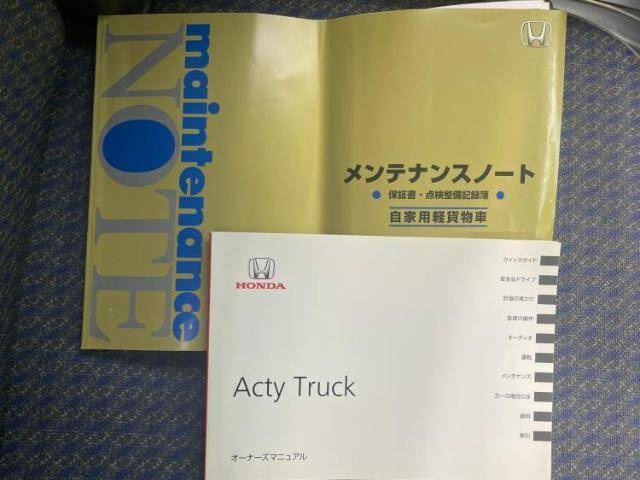 maintenance
NOTE
メンテナンスノート
● 保証書・点検整備記録簿 ●
自家用軽貨物車
HONDA
Acty Truck
オーナーズマニュアル
クイックガイド
安全なドライブ
計器の見かた
各部の操作
オーディオ
運転
メンテナンス
万一の場合には
資料
索引